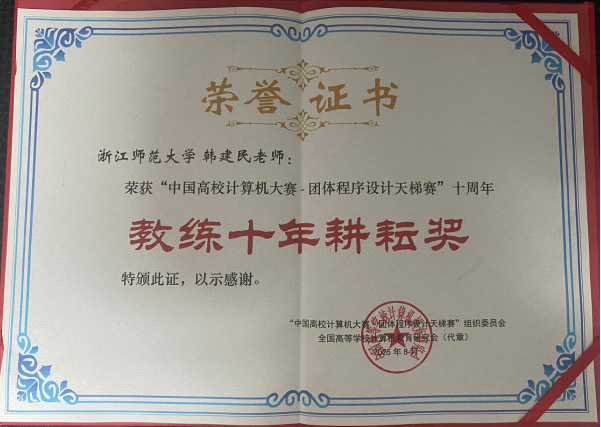 荣誉证书
浙江师范大学 韩建民老师：
荣获“中国高校计算机大赛-团体程序设计天梯赛”十周年
教练十年耕耘奖
特颁此证，以示感谢。
“中国高校计算机大赛-团体程序设计天梯赛”组织委员会
全国高等学校计算机教育研究会（代章）
2025年8月